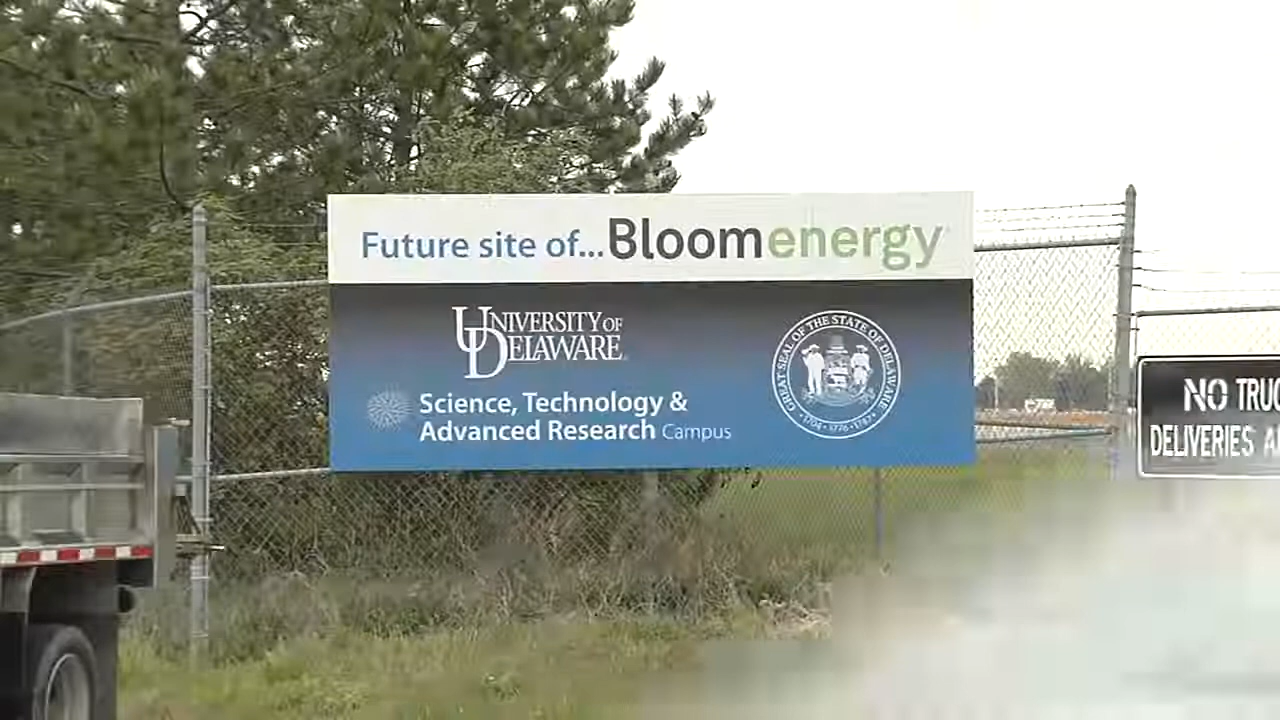 Future site of...Bloomenergy
UNIVERSITY OF
DELAWARE
Science, Technology &
Advanced Research Campus
GREAT SEAL OF THE STATE OF DELAWARE
1704 • 1776 • 1787
NO
DELIVERIES